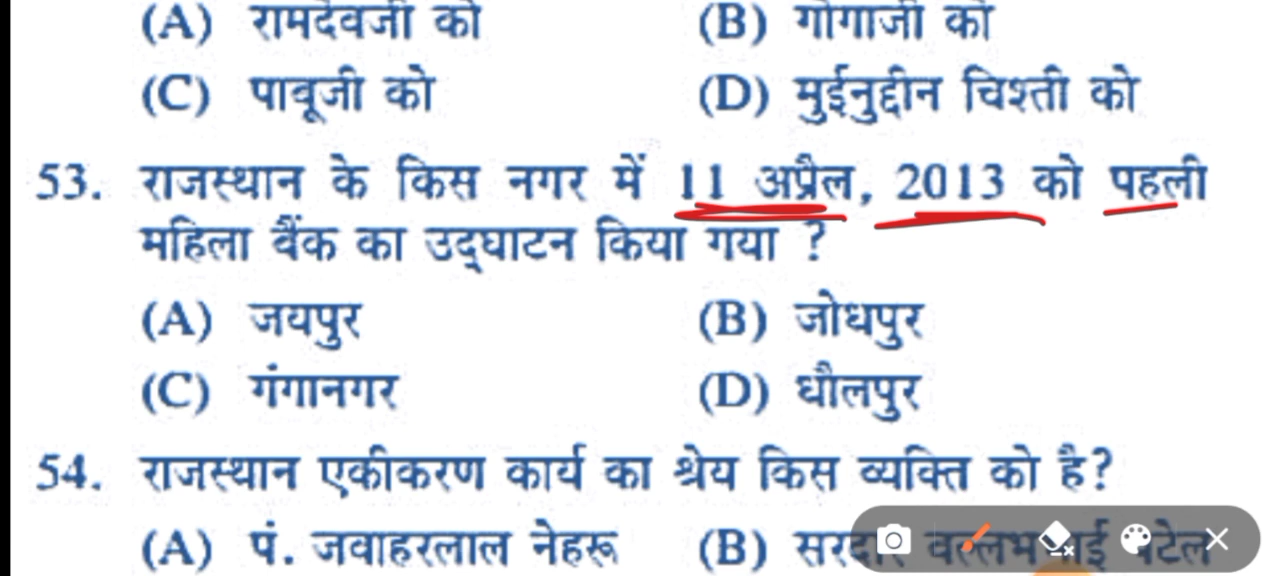 (A) रामदेवजी को (B) गोगाजी को
(C) पाबूजी को (D) मुईनुद्दीन चिश्ती को
53. राजस्थान के किस नगर में 11 अप्रैल, 2013 को पहली
महिला बैंक का उद्घाटन किया गया ?
(A) जयपुर (B) जोधपुर
(C) गंगानगर (D) धौलपुर
54. राजस्थान एकीकरण कार्य का श्रेय किस व्यक्ति को है?
(A) पं. जवाहरलाल नेहरू (B) सरदार वल्लभभाई पटेल